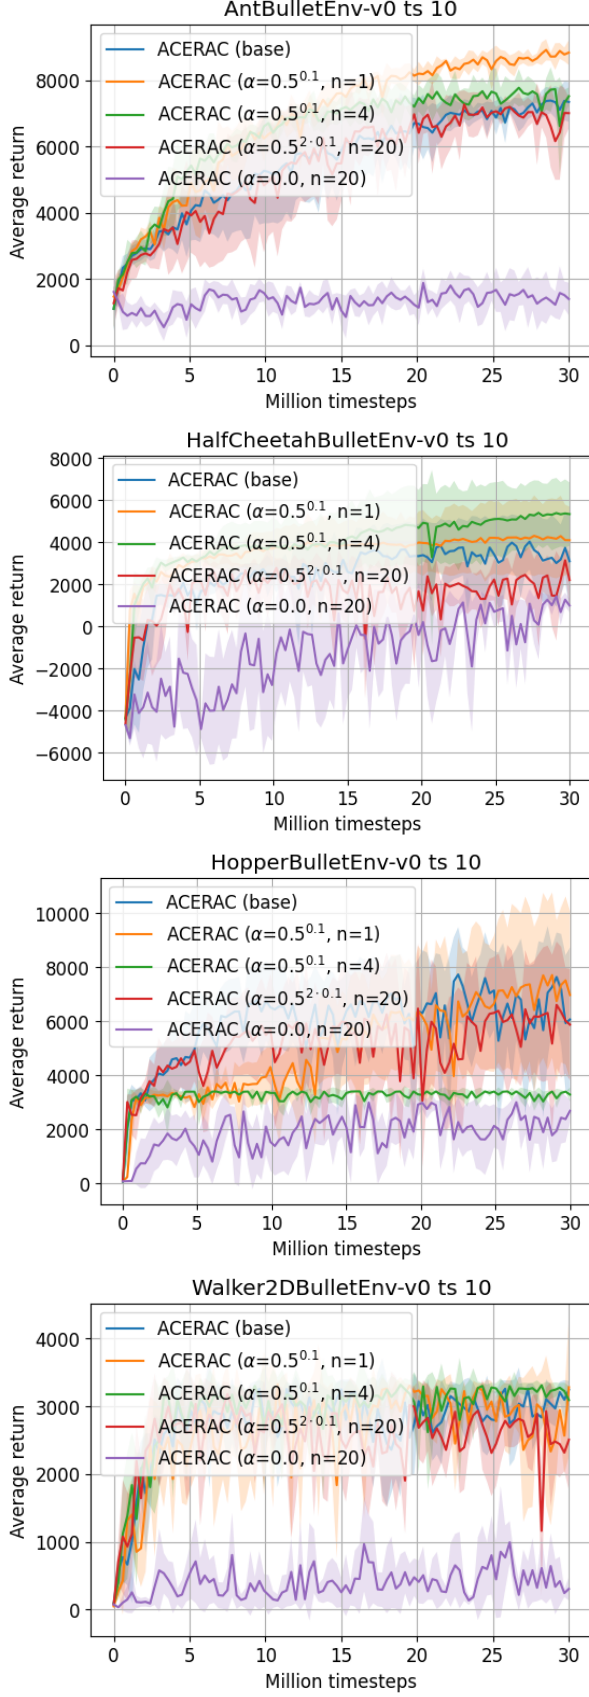 AntBulletEnv-v0 ts 10
Average return
8000
6000
4000
2000
0
ACERAC (base)
ACERAC (α=0.5^0.1, n=1)
ACERAC (α=0.5^0.1, n=4)
ACERAC (α=0.5^2·0.1, n=20)
ACERAC (α=0.0, n=20)
0 5 10 15 20 25 30
Million timesteps
HalfCheetahBulletEnv-v0 ts 10
Average return
8000
6000
4000
2000
0
−2000
−4000
−6000
ACERAC (base)
ACERAC (α=0.5^0.1, n=1)
ACERAC (α=0.5^0.1, n=4)
ACERAC (α=0.5^2·0.1, n=20)
ACERAC (α=0.0, n=20)
0 5 10 15 20 25 30
Million timesteps
HopperBulletEnv-v0 ts 10
Average return
10000
8000
6000
4000
2000
0
ACERAC (base)
ACERAC (α=0.5^0.1, n=1)
ACERAC (α=0.5^0.1, n=4)
ACERAC (α=0.5^2·0.1, n=20)
ACERAC (α=0.0, n=20)
0 5 10 15 20 25 30
Million timesteps
Walker2DBulletEnv-v0 ts 10
Average return
4000
3000
2000
1000
0
ACERAC (base)
ACERAC (α=0.5^0.1, n=1)
ACERAC (α=0.5^0.1, n=4)
ACERAC (α=0.5^2·0.1, n=20)
ACERAC (α=0.0, n=20)
0 5 10 15 20 25 30
Million timesteps